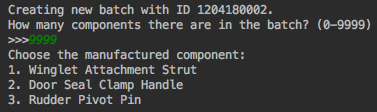 Creating new batch with ID 1204180002.
How many components there are in the batch? (0-9999)
>>>9999
Choose the manufactured component:
1. Winglet Attachment Strut
2. Door Seal Clamp Handle
3. Rudder Pivot Pin